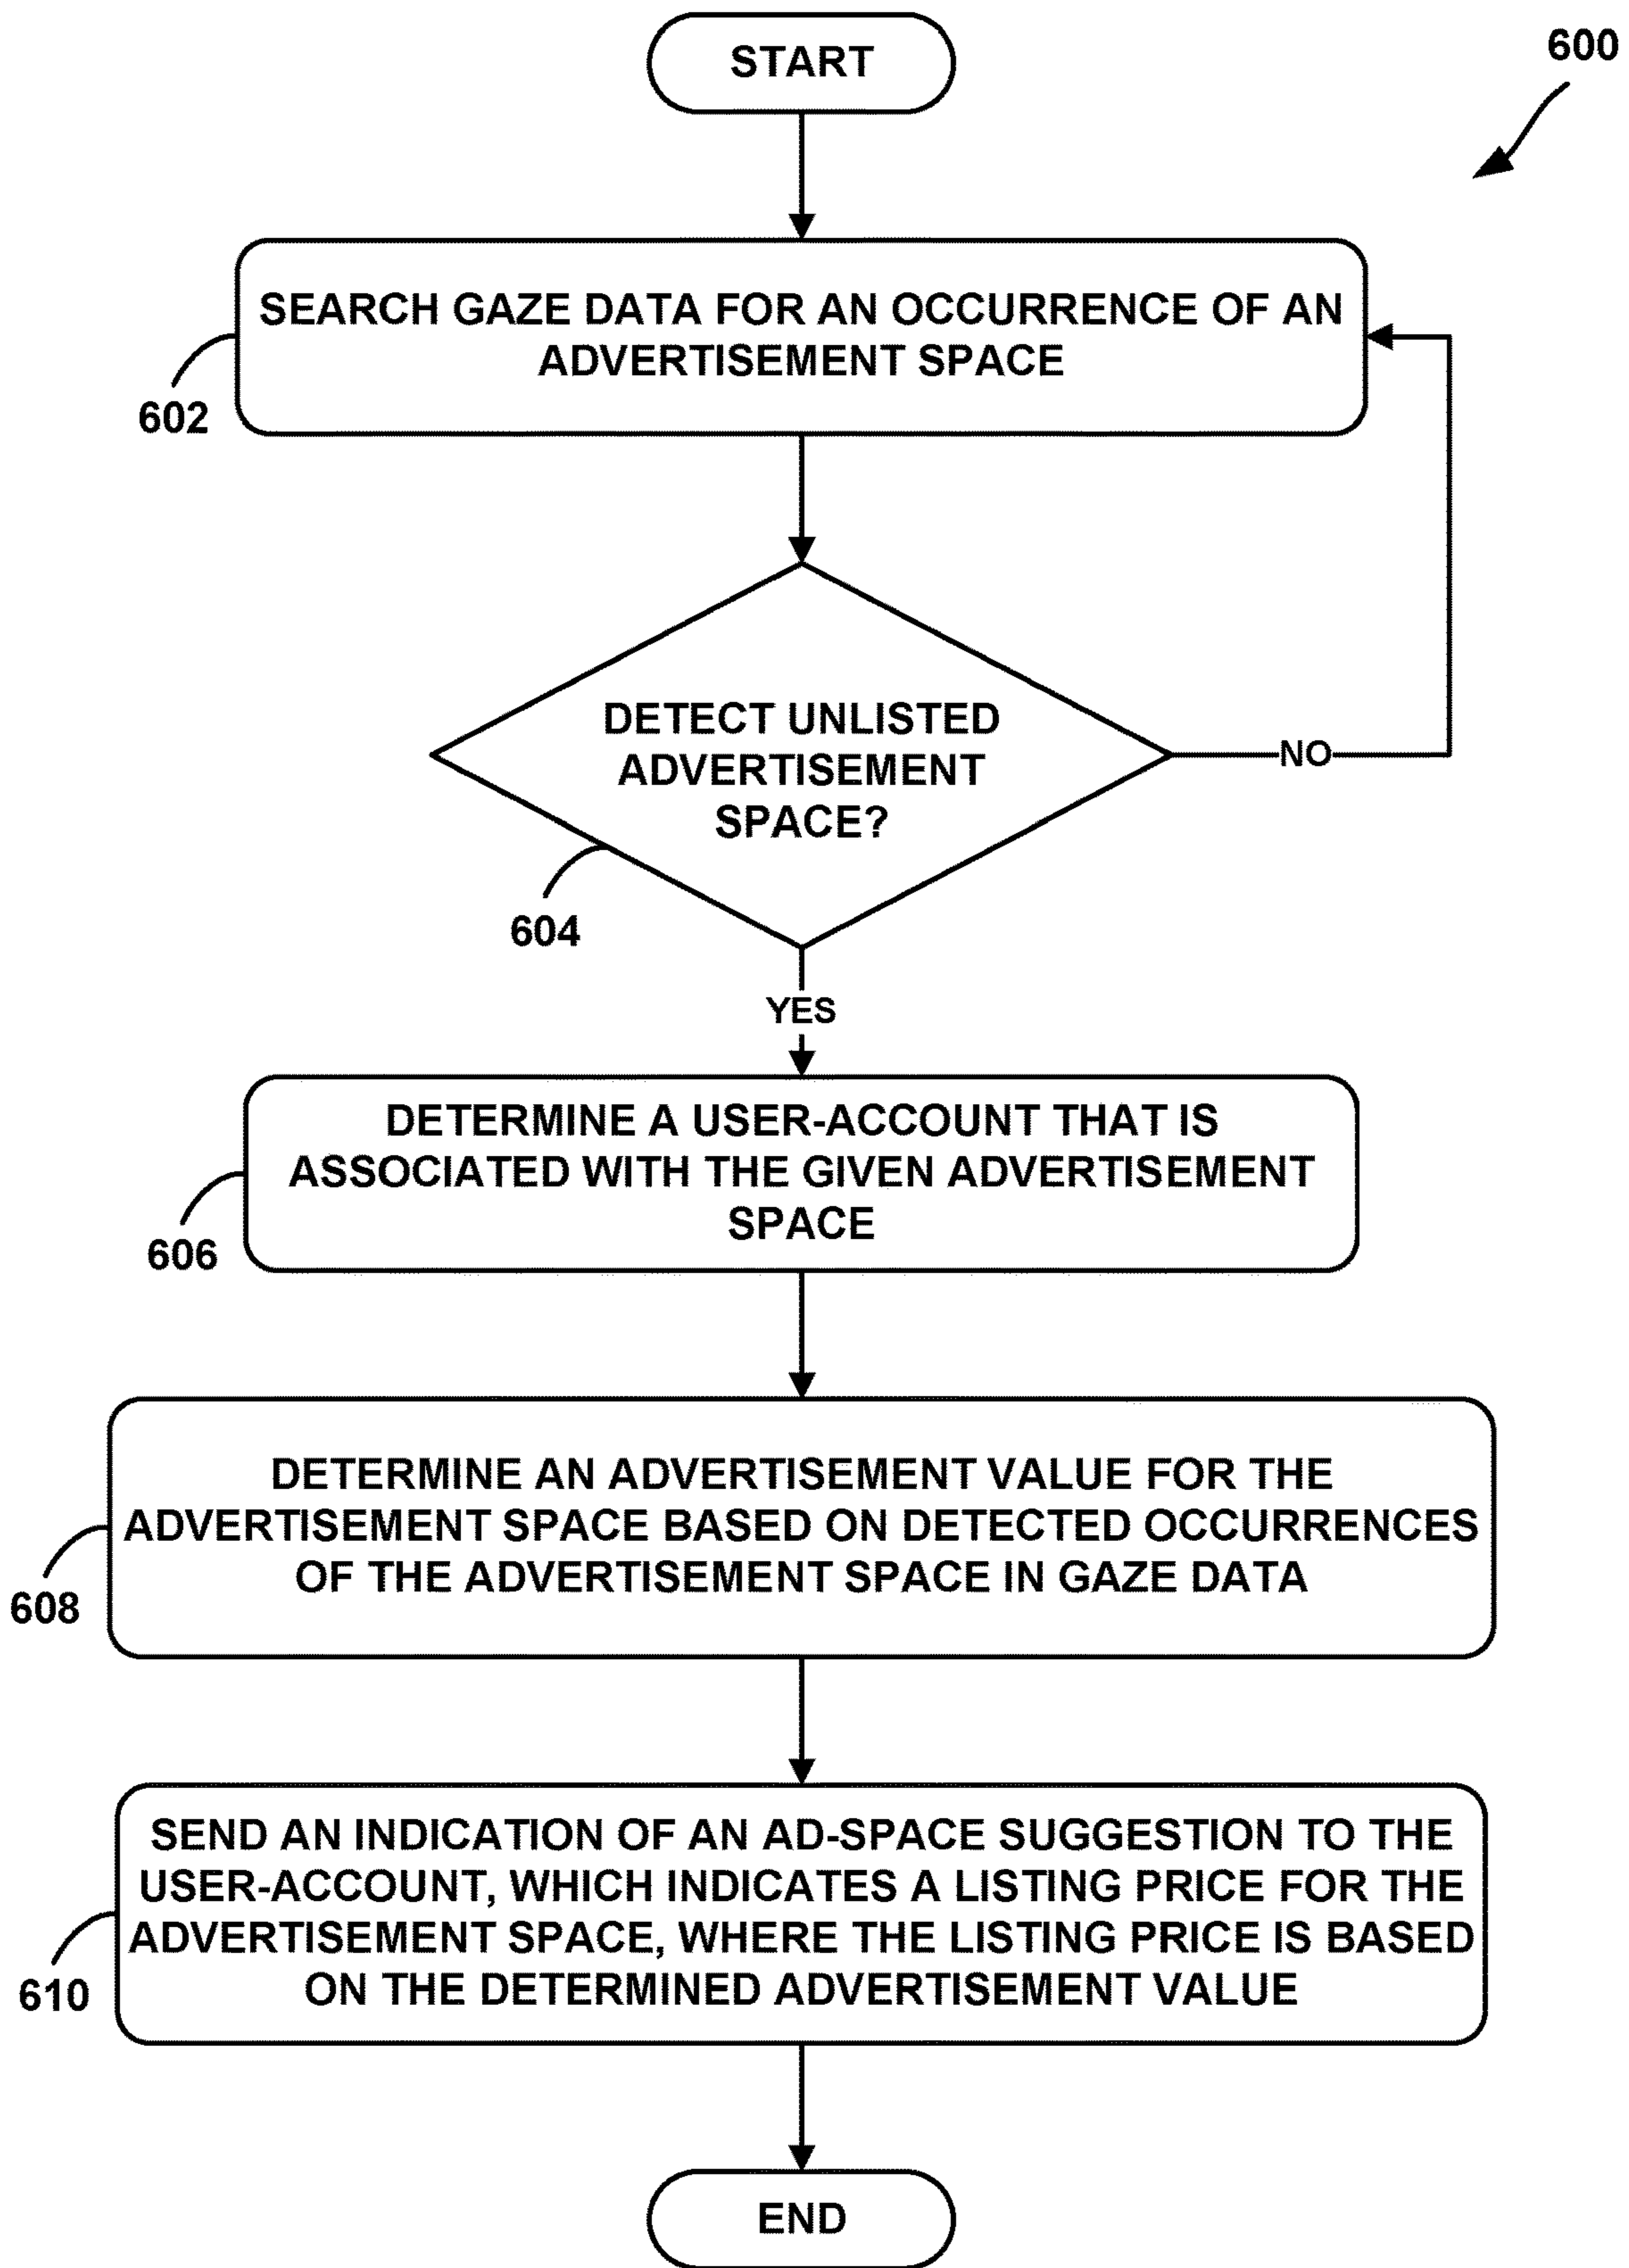 START
600
SEARCH GAZE DATA FOR AN OCCURRENCE OF AN
ADVERTISEMENT SPACE
602
DETECT UNLISTED
ADVERTISEMENT
SPACE?
NO
604
YES
DETERMINE A USER-ACCOUNT THAT IS
ASSOCIATED WITH THE GIVEN ADVERTISEMENT
SPACE
606
DETERMINE AN ADVERTISEMENT VALUE FOR THE
ADVERTISEMENT SPACE BASED ON DETECTED OCCURRENCES
OF THE ADVERTISEMENT SPACE IN GAZE DATA
608
SEND AN INDICATION OF AN AD-SPACE SUGGESTION TO THE
USER-ACCOUNT, WHICH INDICATES A LISTING PRICE FOR THE
ADVERTISEMENT SPACE, WHERE THE LISTING PRICE IS BASED
ON THE DETERMINED ADVERTISEMENT VALUE
610
END